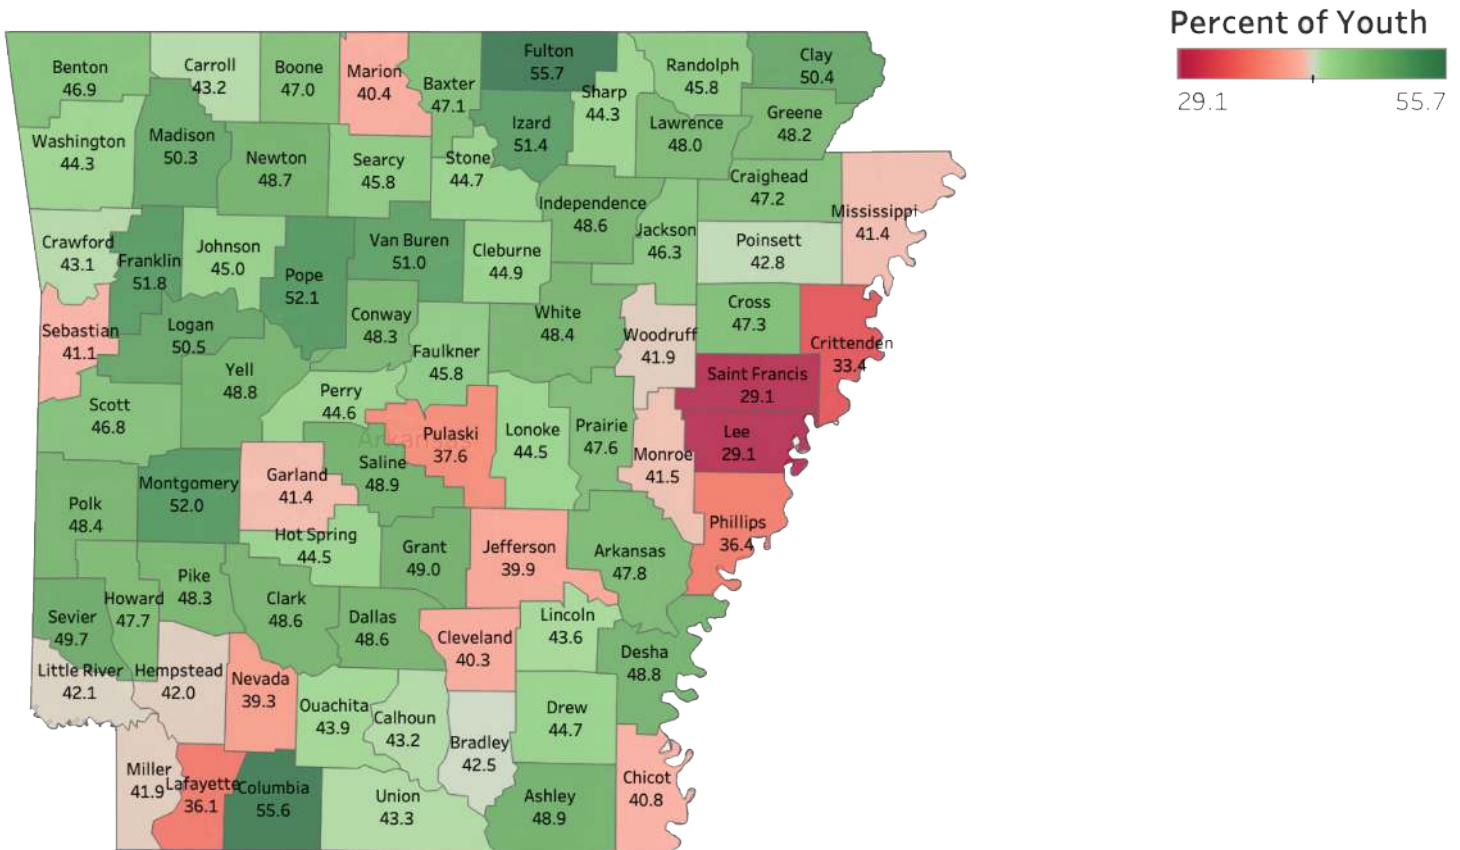 Percent of Youth
29.1
55.7
Benton
46.9
Carroll
43.2
Boone
47.0
Marion
40.4
Baxter
47.1
Fulton
55.7
Sharp
44.3
Randolph
45.8
Clay
50.4
Washington
44.3
Madison
50.3
Newton
48.7
Searcy
45.8
Stone
44.7
Izard
51.4
Lawrence
48.0
Greene
48.2
Crawford
43.1
Franklin
51.8
Johnson
45.0
Pope
52.1
Van Buren
51.0
Cleburne
44.9
Independence
48.6
Jackson
46.3
Craighead
47.2
Poinsett
42.8
Mississippi
41.4
Sebastian
41.1
Logan
50.5
Yell
48.8
Conway
48.3
Faulkner
45.8
White
48.4
Woodruff
41.9
Cross
47.3
Crittenden
33.4
Saint Francis
29.1
Scott
46.8
Perry
44.6
Arkansas
Pulaski
37.6
Lonoke
44.5
Prairie
47.6
Monroe
41.5
Lee
29.1
Polk
48.4
Montgomery
52.0
Garland
41.4
Saline
48.9
Hot Spring
44.5
Grant
49.0
Jefferson
39.9
Arkansas
47.8
Phillips
36.4
Sevier
49.7
Howard
47.7
Pike
48.3
Clark
48.6
Dallas
48.6
Cleveland
40.3
Lincoln
43.6
Desha
48.8
Little River
42.1
Hempstead
42.0
Nevada
39.3
Ouachita
43.9
Calhoun
43.2
Bradley
42.5
Drew
44.7
Miller
41.9
Lafayette
36.1
Columbia
55.6
Union
43.3
Ashley
48.9
Chicot
40.8